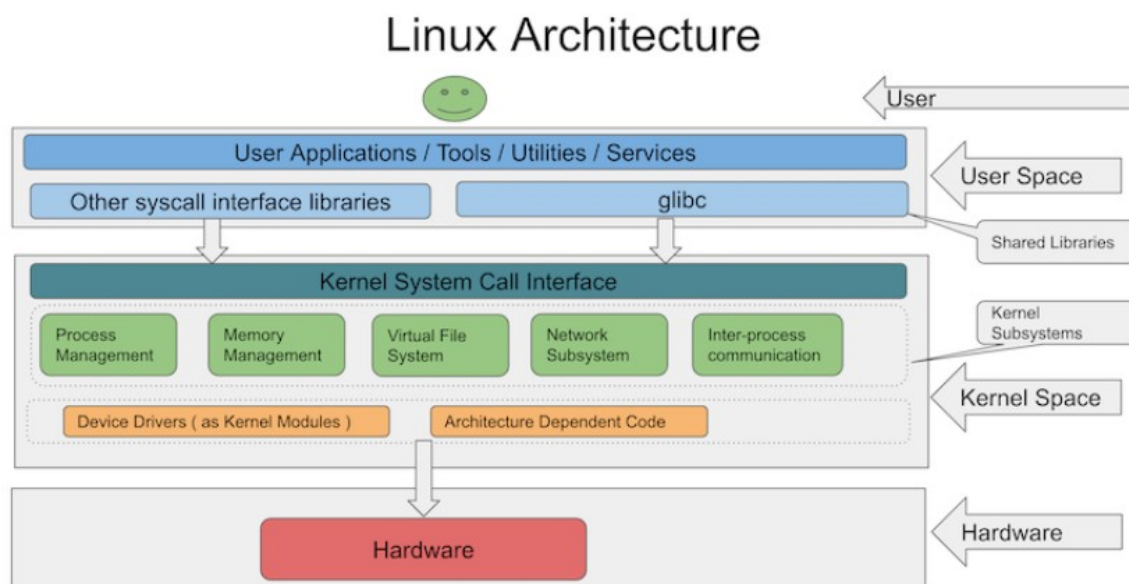 Linux Architecture
User
User Applications / Tools / Utilities / Services
User Space
Other syscall interface libraries
glibc
Shared Libraries
Kernel System Call Interface
Process
Management
Memory
Management
Virtual File
System
Network
Subsystem
Inter-process
communication
Kernel
Subsystems
Kernel Space
Device Drivers ( as Kernel Modules )
Architecture Dependent Code
Hardware
Hardware